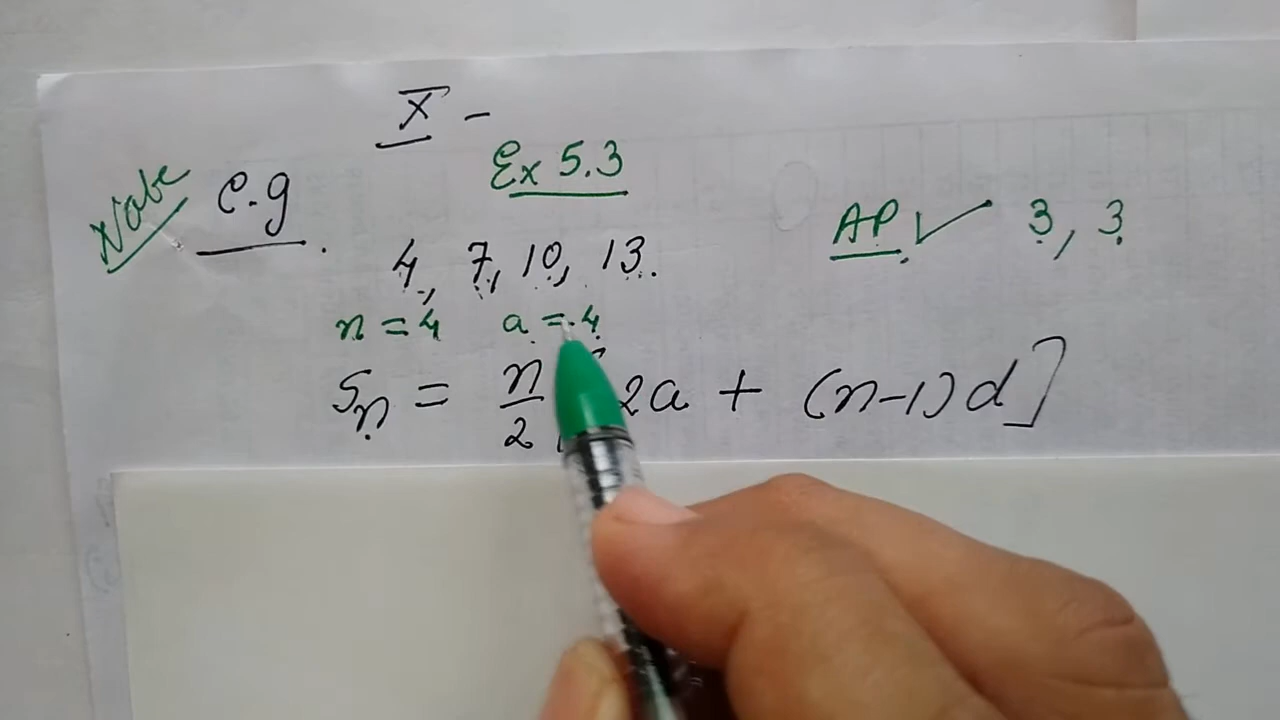 X -
Ex 5.3
Note e.g.
AP ✓ 3, 3
4, 7, 10, 13.
n = 4 a = 4
Sn = n/2 [2a + (n-1)d]